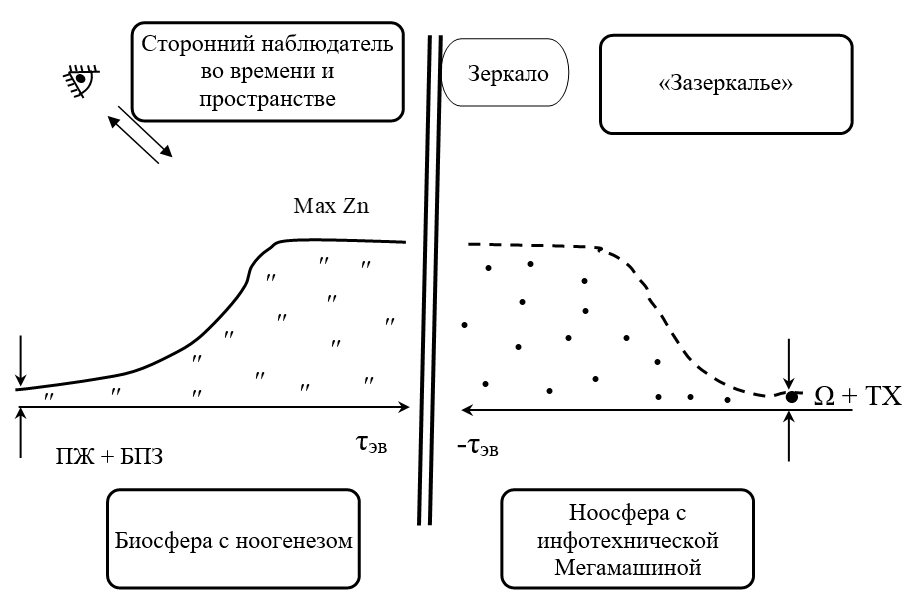 Сторонний наблюдатель
во времени и
пространстве
Зеркало
«Зазеркалье»
Max Zn
Ω + ТХ
τэв
-τэв
ПЖ + БПЗ
Биосфера с ноогенезом
Ноосфера с
инфотехнической
Мегамашиной